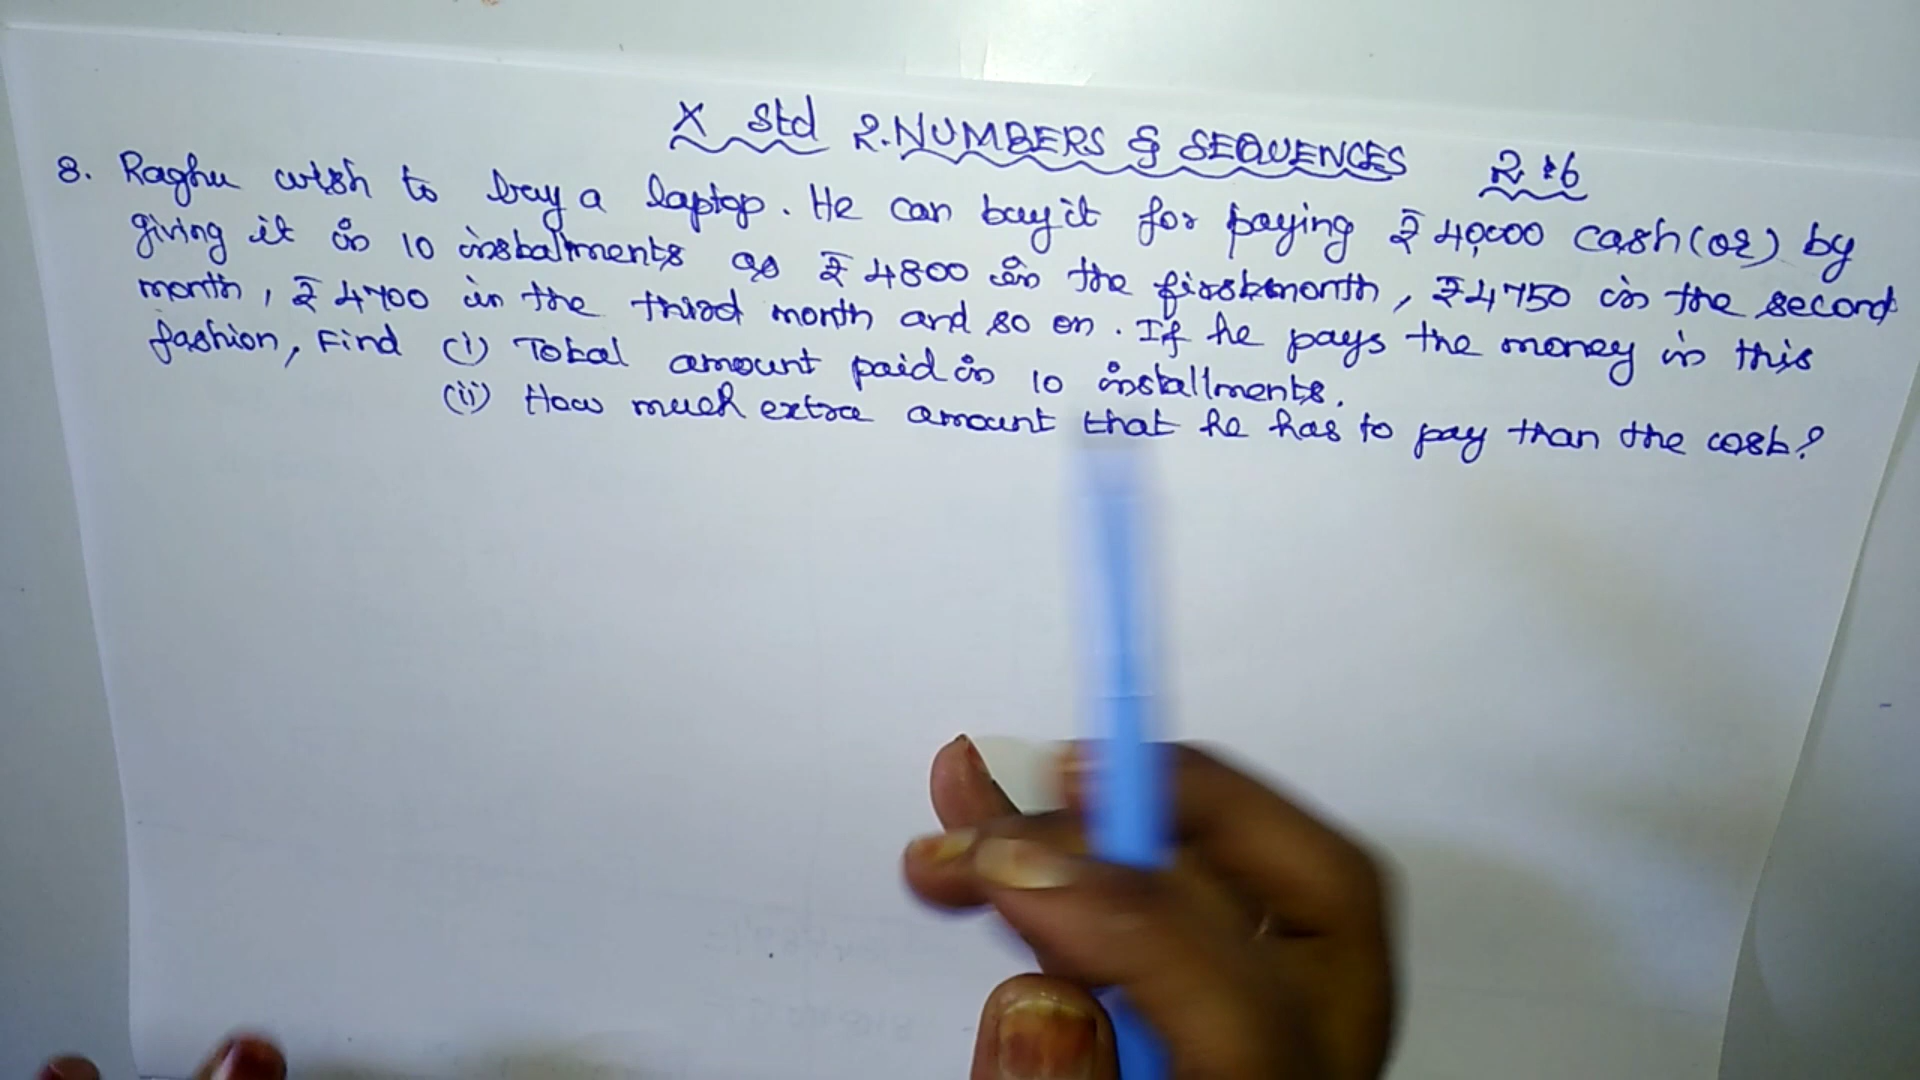 X Std 2.NUMBERS & SEQUENCES 2.6
8. Raghu wish to buy a laptop. He can buy it for paying ₹ 40,000 cash (or) by
giving it in 10 installments as ₹ 4800 in the first month, ₹ 4750 in the second
month, ₹ 4700 in the third month and so on. If he pays the money in this
fashion, Find (i) Total amount paid in 10 installments.
(ii) How much extra amount that he has to pay than the cost?